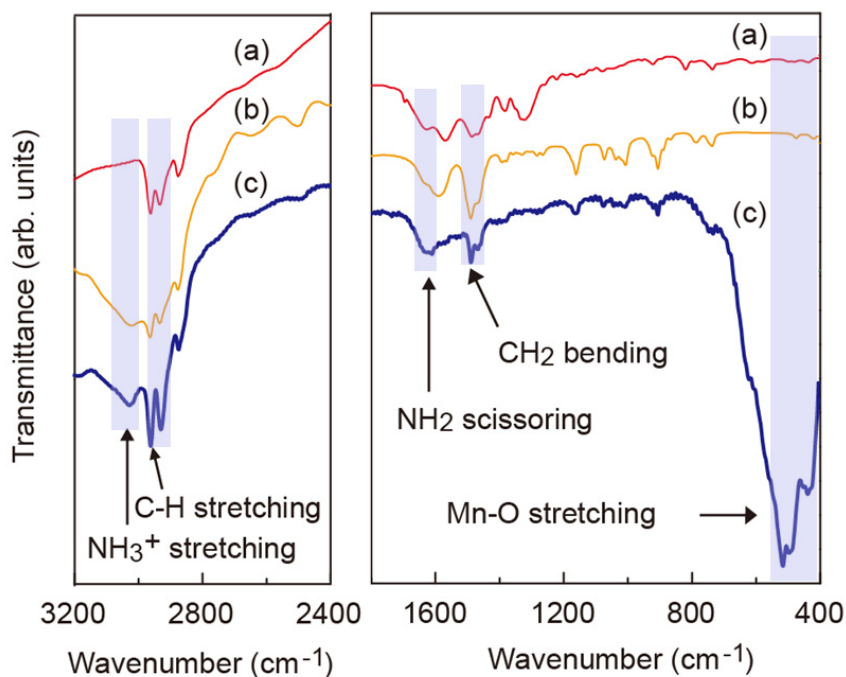 Transmittance (arb. units)
(a)
(b)
(c)
C-H stretching
NH3+ stretching
3200 2800 2400
Wavenumber (cm-1)
(a)
(b)
(c)
CH2 bending
NH2 scissoring
Mn-O stretching
1600 1200 800 400
Wavenumber (cm-1)